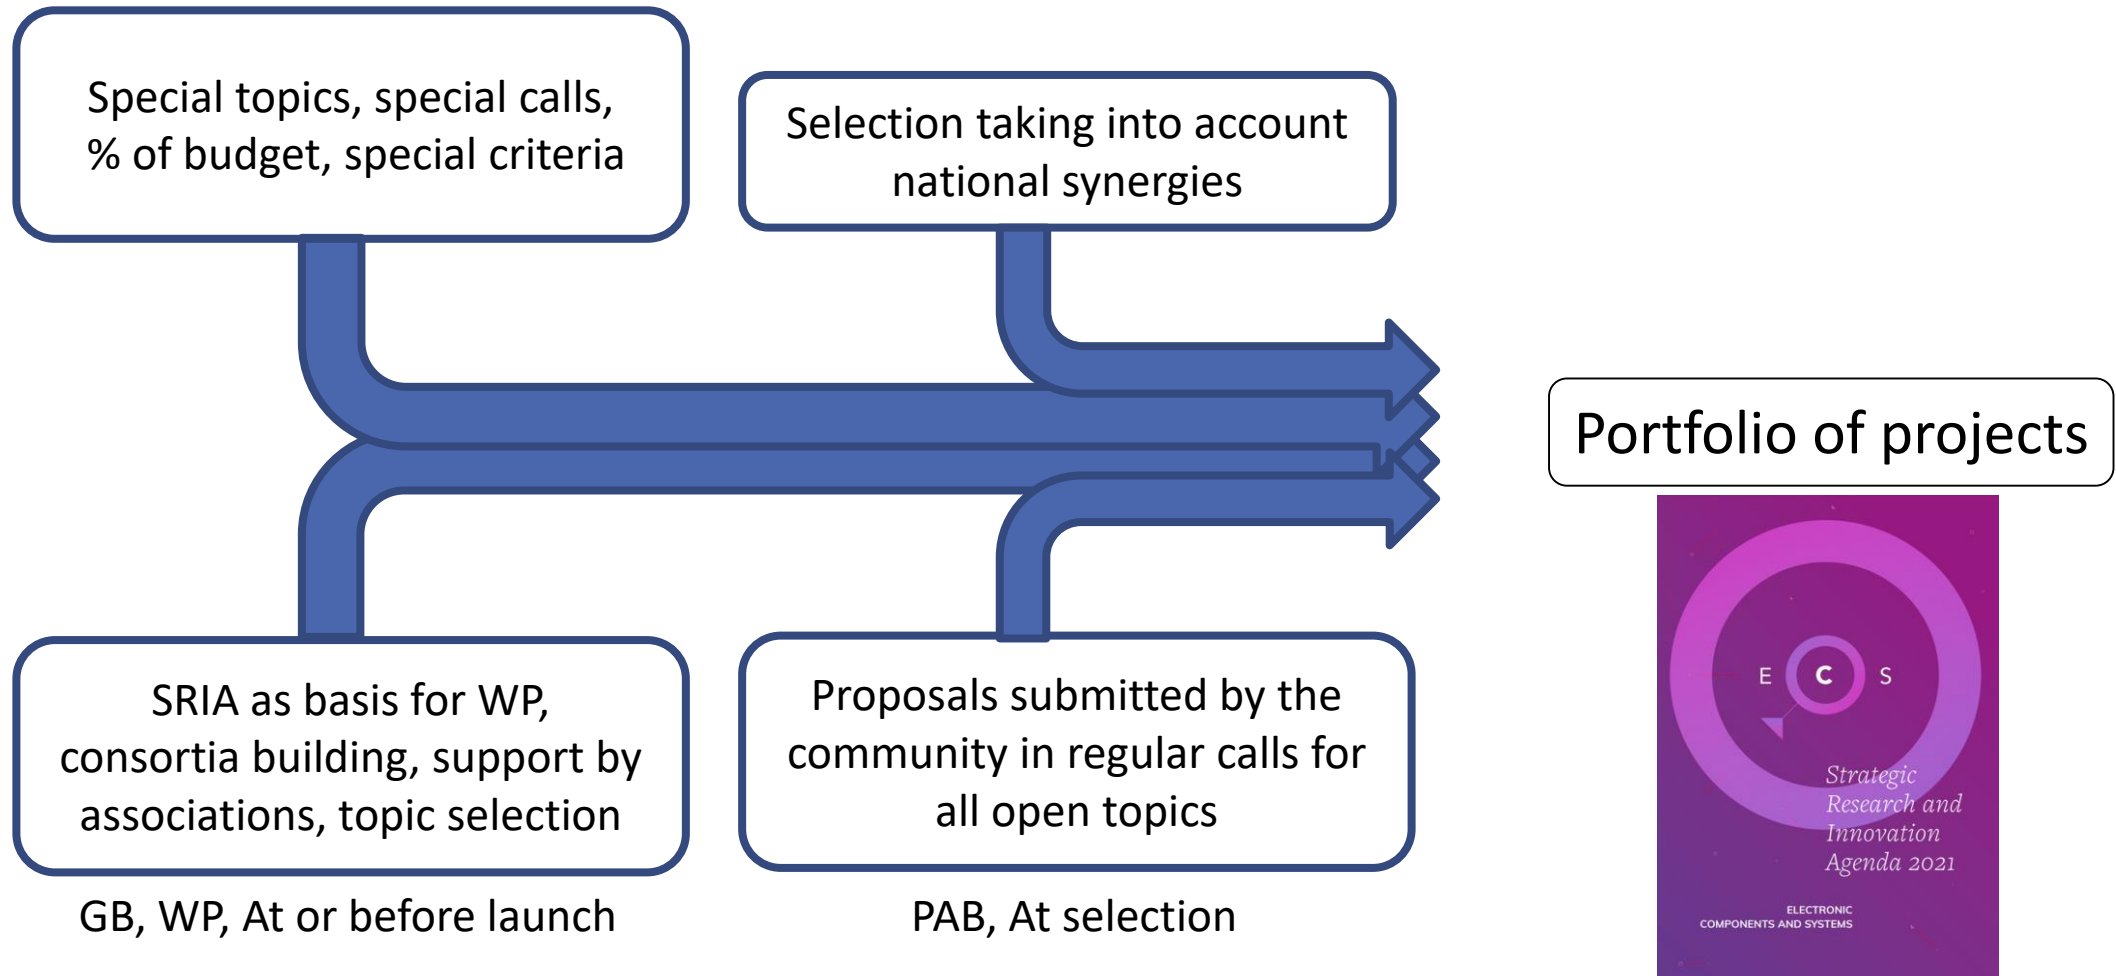 Special topics, special calls,
% of budget, special criteria
Selection taking into account
national synergies
Portfolio of projects
SRIA as basis for WP,
consortia building, support by
associations, topic selection
GB, WP, At or before launch
Proposals submitted by the
community in regular calls for
all open topics
PAB, At selection
E C S
Strategic
Research and
Innovation
Agenda 2021
ELECTRONIC
COMPONENTS AND SYSTEMS